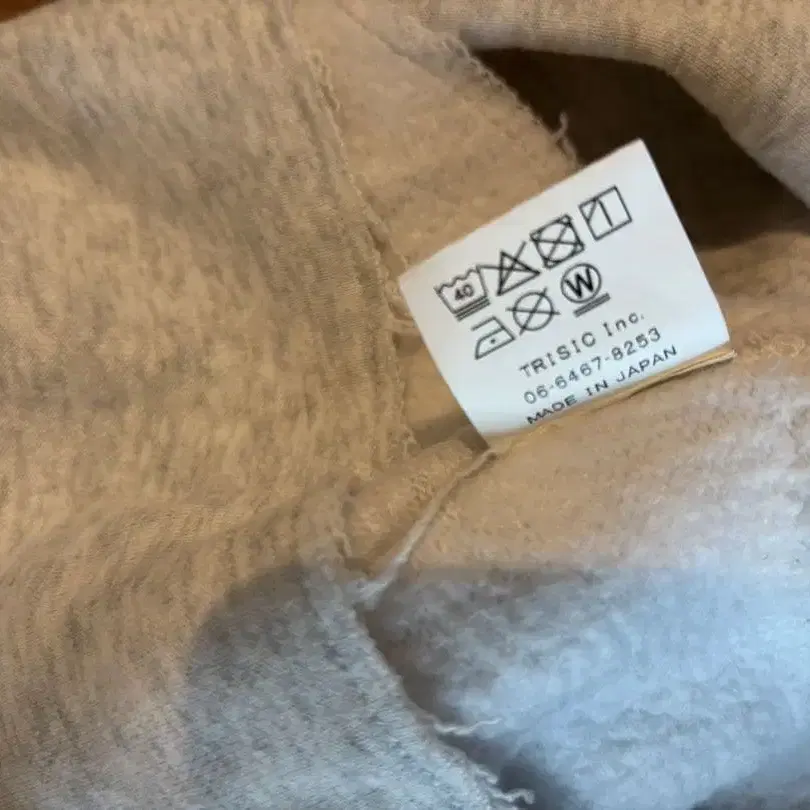 40
W
TRISIC Inc.
06-6467-8253
MADE IN JAPAN